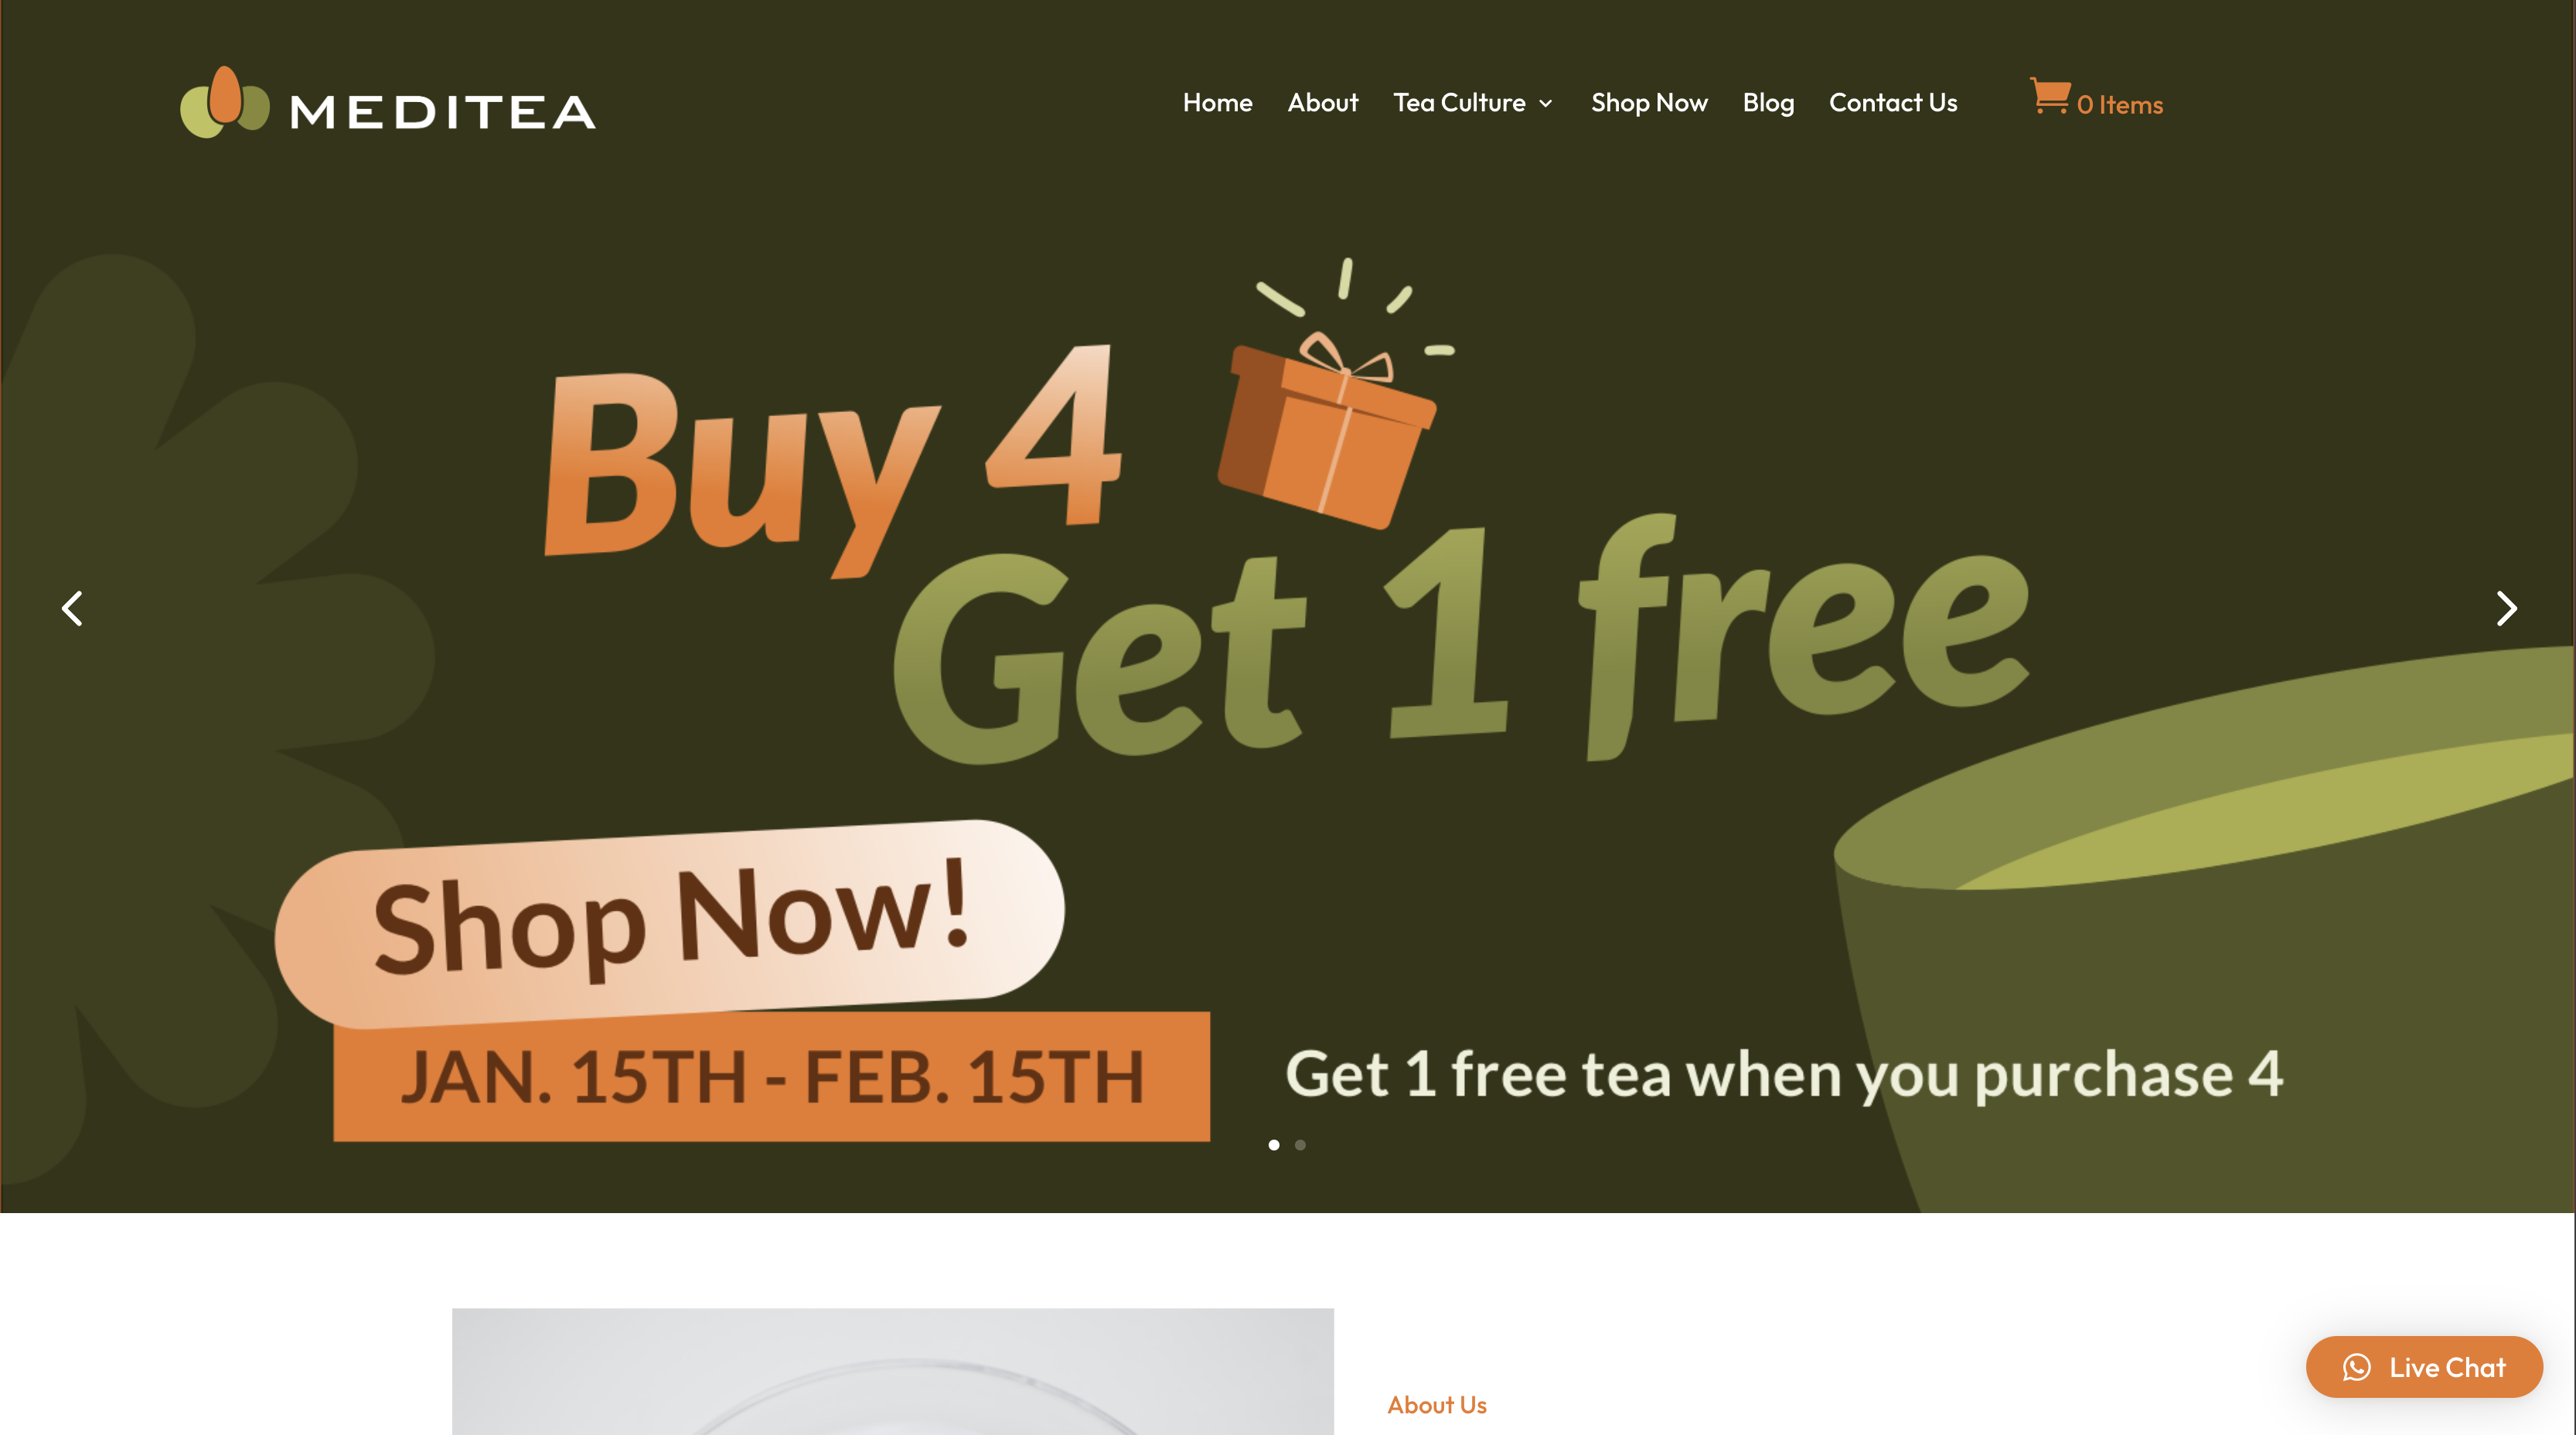 MEDITEA
Home About Tea Culture Shop Now Blog Contact Us 0 Items
Buy 4
Get 1 free
Shop Now!
JAN. 15TH - FEB. 15TH
Get 1 free tea when you purchase 4
About Us
Live Chat